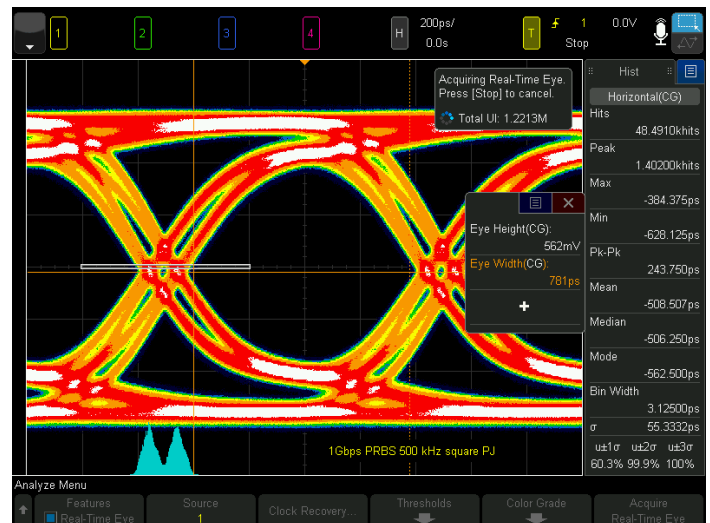 1
2
3
4
H
200ps/
0.0s
T
1
0.0V
Stop
Acquiring Real-Time Eye.
Press [Stop] to cancel.
Total UI: 1.2213M
Eye Height(CG):
562mV
Eye Width(CG):
781ps
+
1Gbps PRBS 500 kHz square PJ
Hist
Horizontal(CG)
Hits
48.4910khits
Peak
1.40200khits
Max
-384.375ps
Min
-628.125ps
Pk-Pk
243.750ps
Mean
-508.507ps
Median
-506.250ps
Mode
-562.500ps
Bin Width
3.12500ps
σ
55.3332ps
u±1σ u±2σ u±3σ
60.3% 99.9% 100%
Analyze Menu
Features
Real-Time Eye
Source
1
Clock Recovery...
Thresholds
Color Grade
Acquire
Real-Time Eye